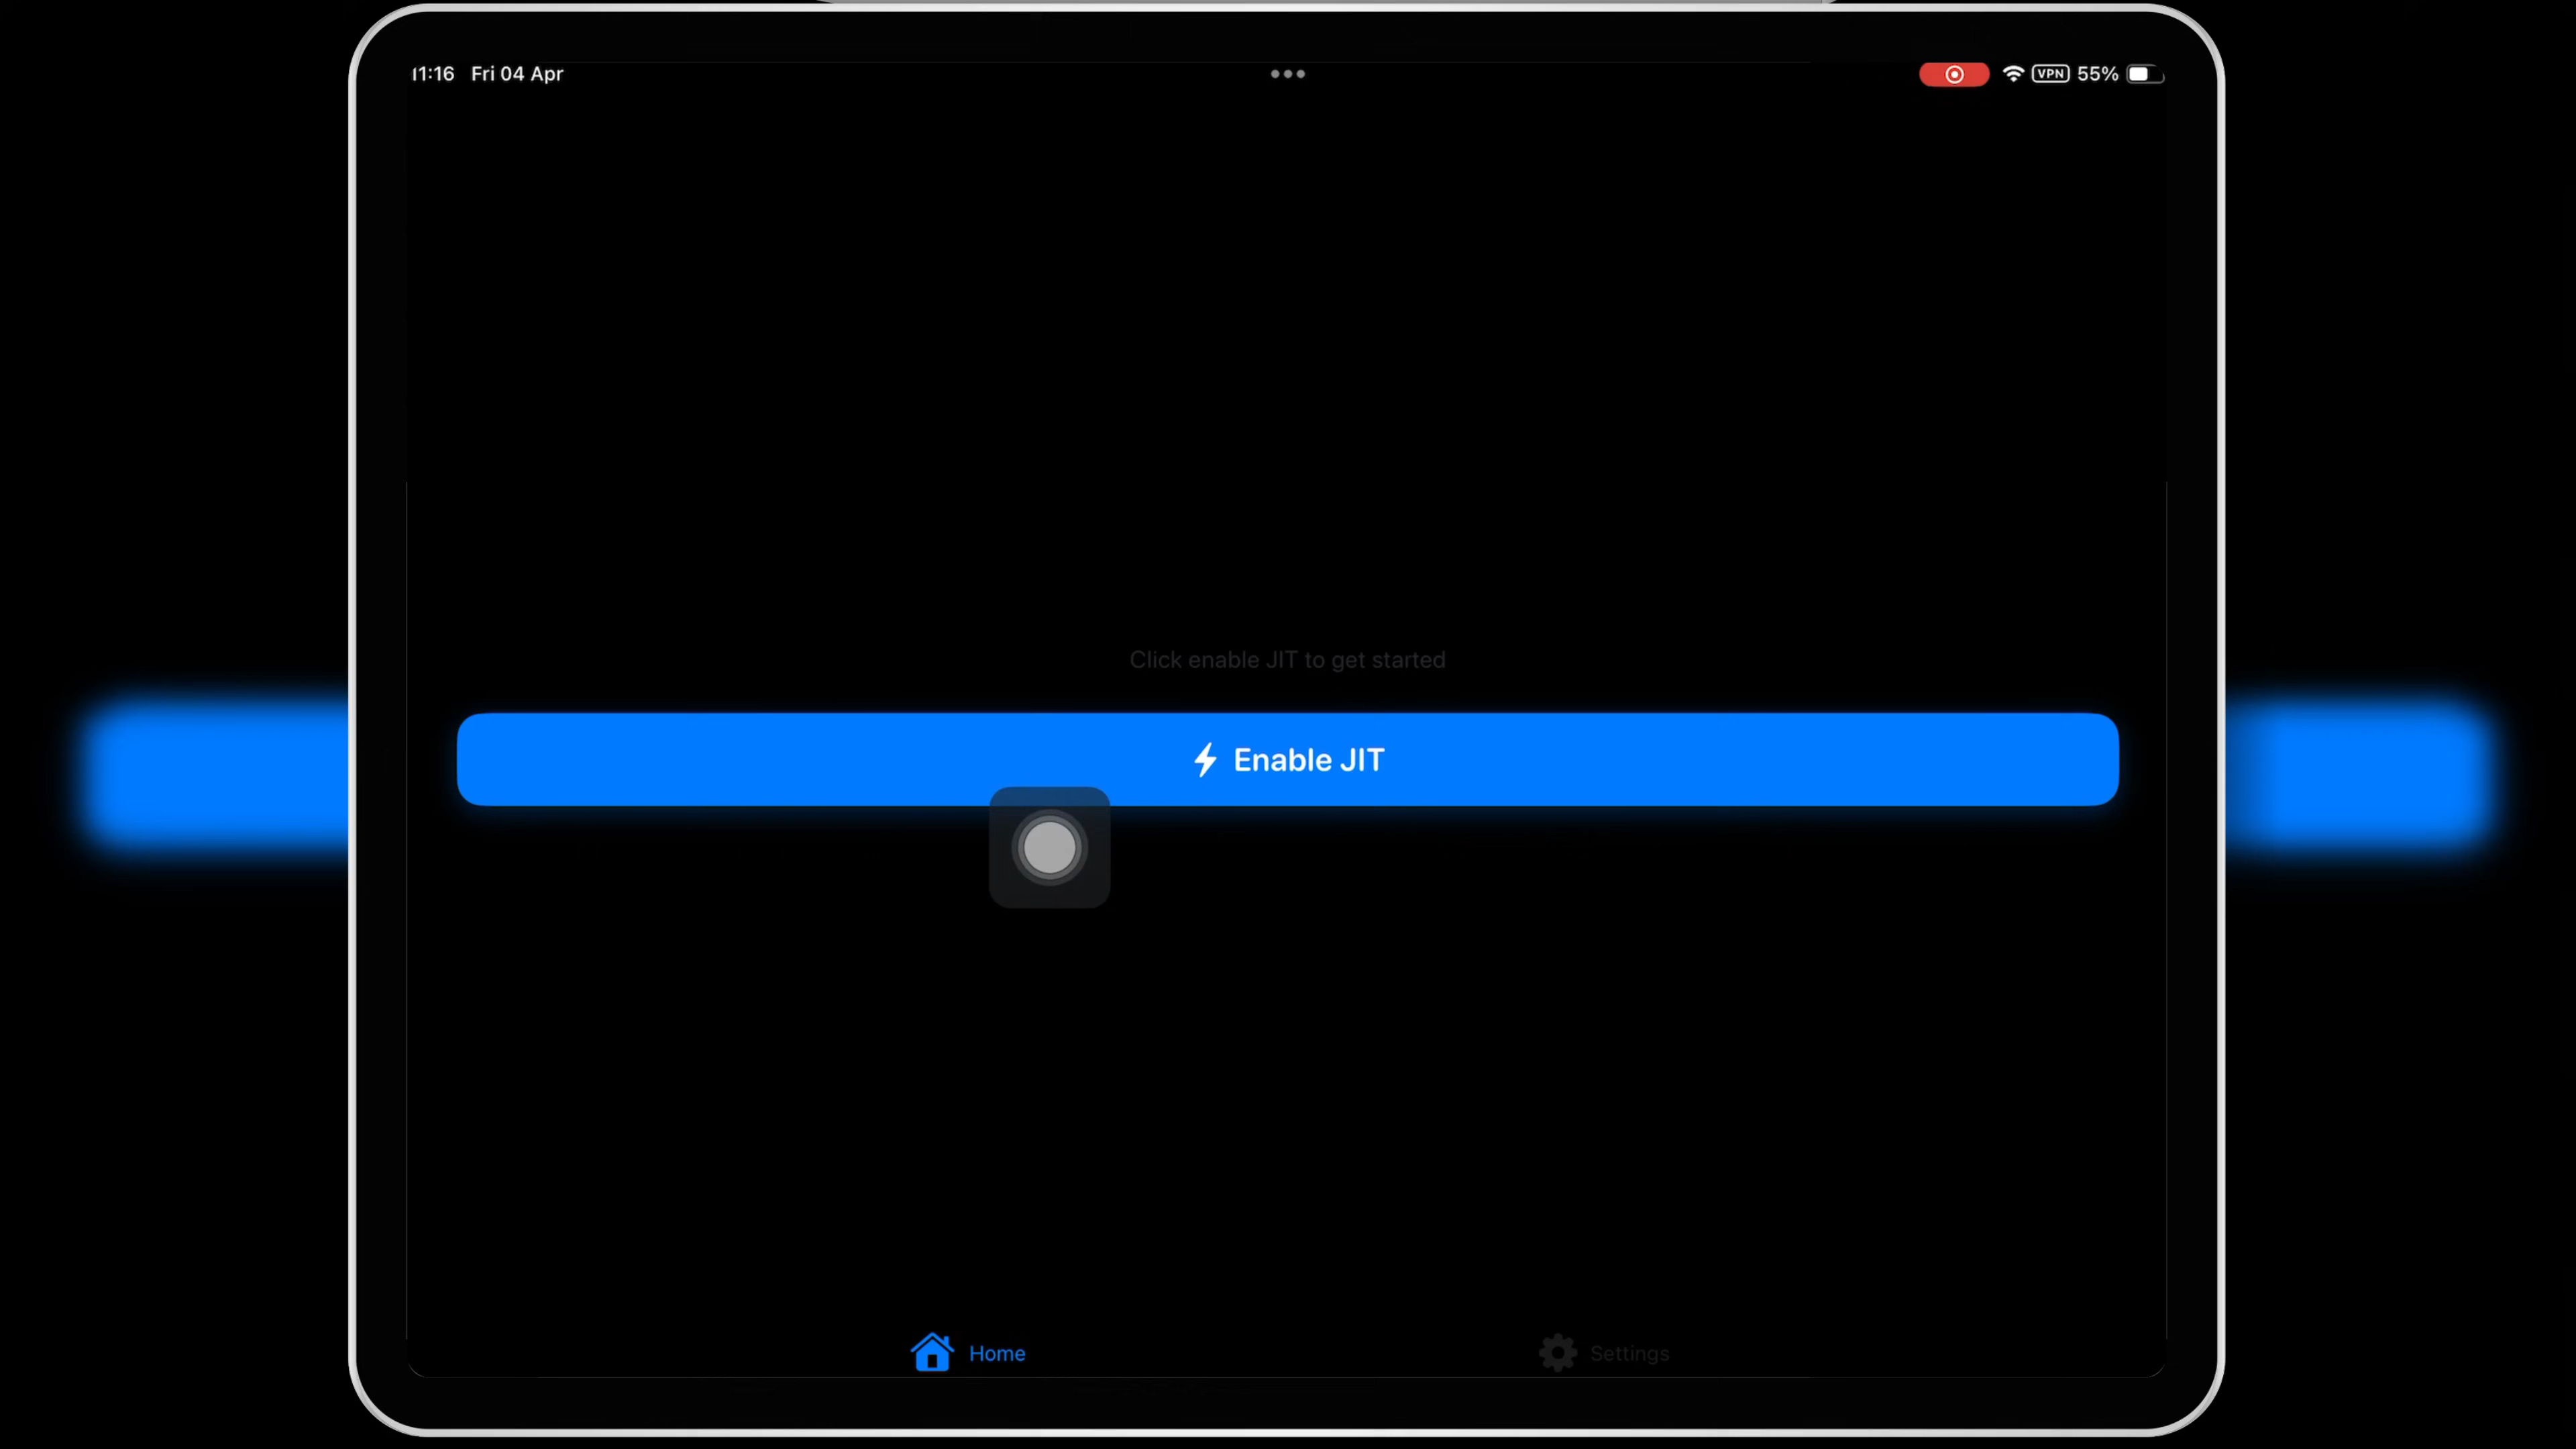 11:16 Fri 04 Apr
VPN 55%
Click enable JIT to get started
Enable JIT
Home
Settings